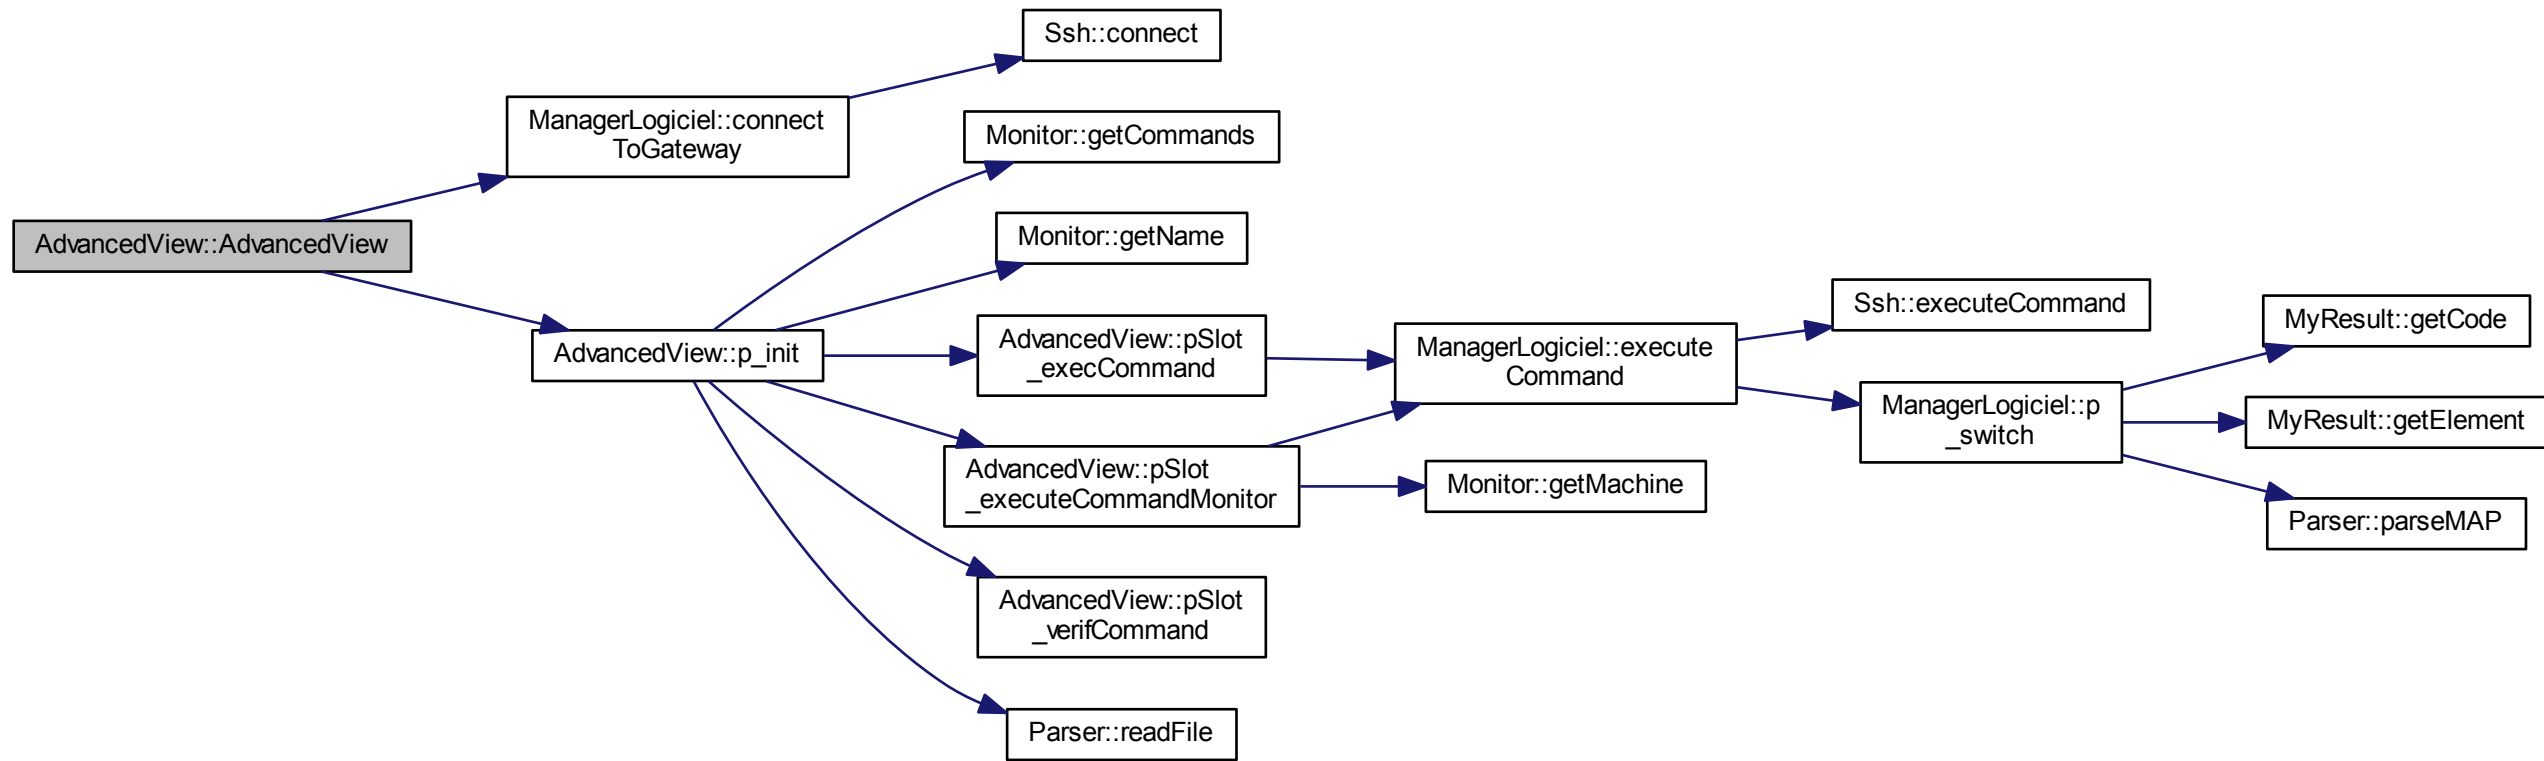 Ssh::connect
ManagerLogiciel::connect
ToGateway
Monitor::getCommands
AdvancedView::AdvancedView
Monitor::getName
AdvancedView::p_init
AdvancedView::pSlot
_execCommand
ManagerLogiciel::execute
Command
Ssh::executeCommand
MyResult::getCode
ManagerLogiciel::p
_switch
MyResult::getElement
AdvancedView::pSlot
_executeCommandMonitor
Monitor::getMachine
Parser::parseMAP
AdvancedView::pSlot
_verifCommand
Parser::readFile